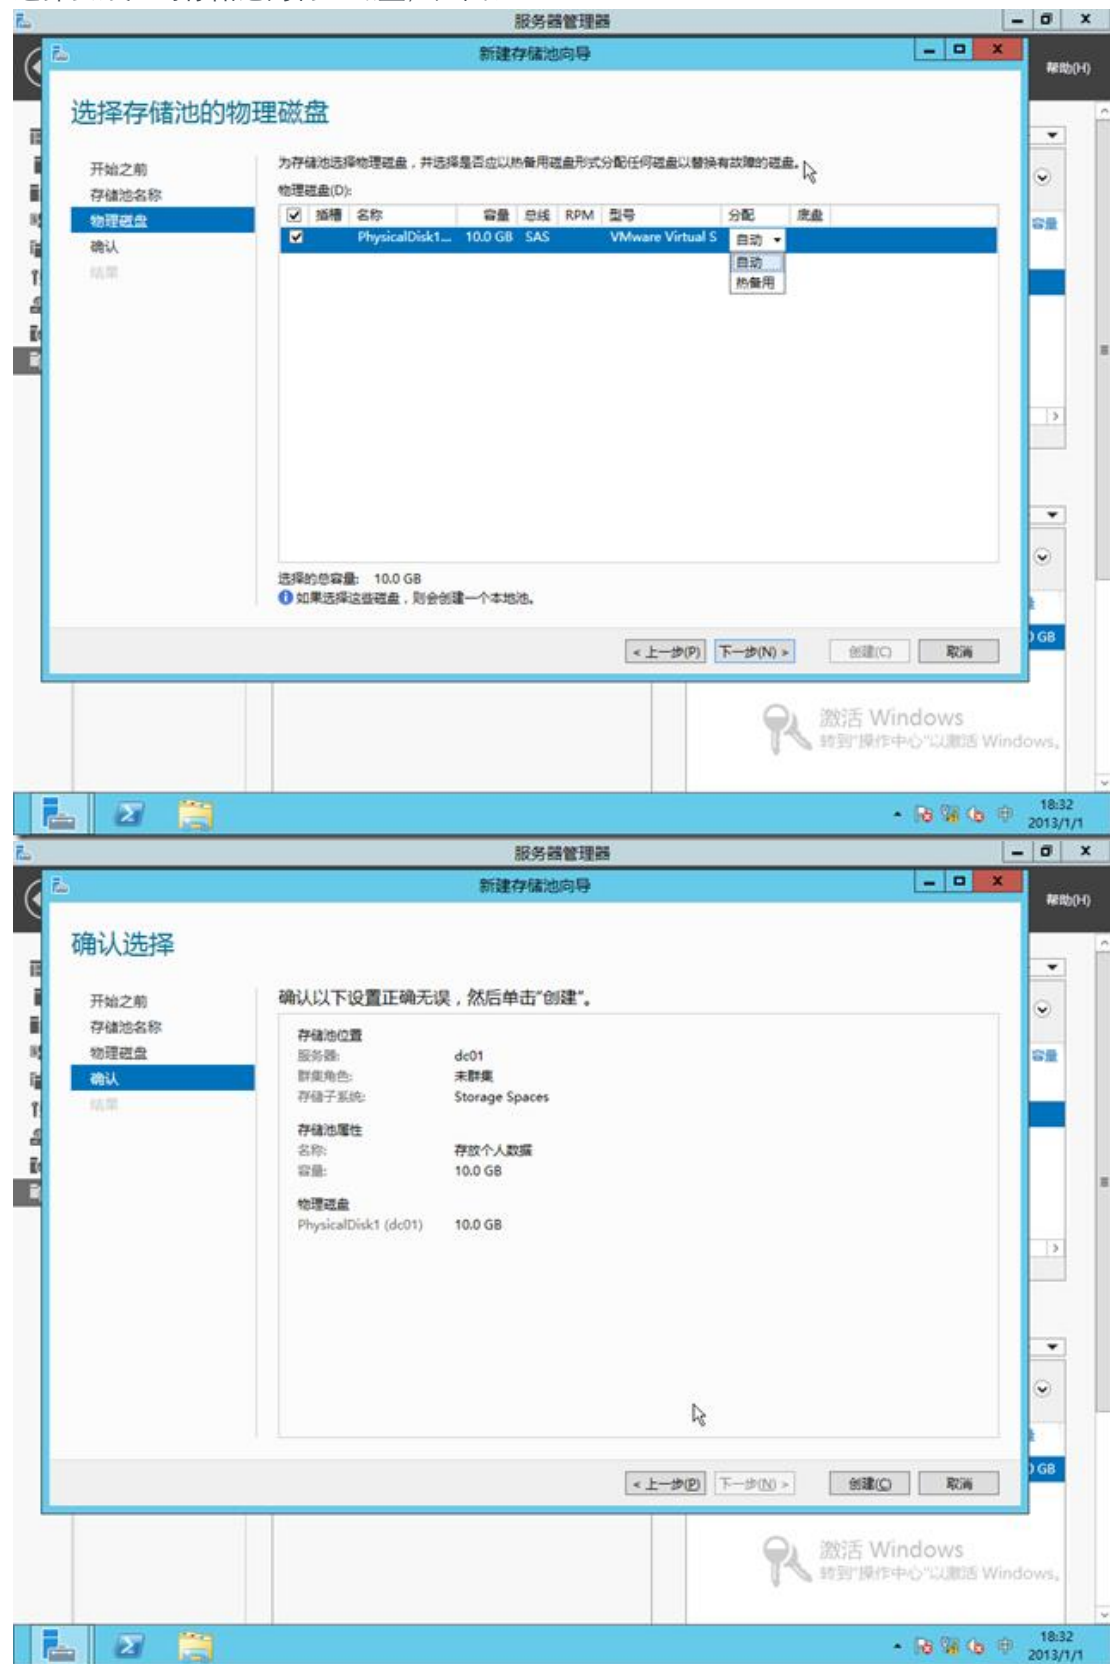 服务器管理器
新建存储池向导
帮助(H)
选择存储池的物理磁盘
开始之前
存储池名称
物理磁盘
确认
结果
为存储池选择物理磁盘，并选择是否应以热备用磁盘形式分配任何磁盘以替换有故障的磁盘。
物理磁盘(D):
插槽 名称 容量 总线 RPM 型号 分配 底盘
PhysicalDisk1... 10.0 GB SAS VMware Virtual S 自动
自动
热备用
容量
选择的总容量: 10.0 GB
如果选择这些磁盘，则会创建一个本地池。
GB
< 上一步(P) 下一步(N) > 创建(C) 取消
激活 Windows
转到"操作中心"以激活 Windows。
18:32
2013/1/1
服务器管理器
新建存储池向导
帮助(H)
确认选择
开始之前
存储池名称
物理磁盘
确认
结果
确认以下设置正确无误，然后单击"创建"。
存储池位置
服务器: dc01
群集角色: 未群集
存储子系统: Storage Spaces
存储池属性
名称: 存放个人数据
容量: 10.0 GB
物理磁盘
PhysicalDisk1 (dc01) 10.0 GB
容量
GB
< 上一步(P) 下一步(N) > 创建(C) 取消
激活 Windows
转到"操作中心"以激活 Windows。
18:32
2013/1/1